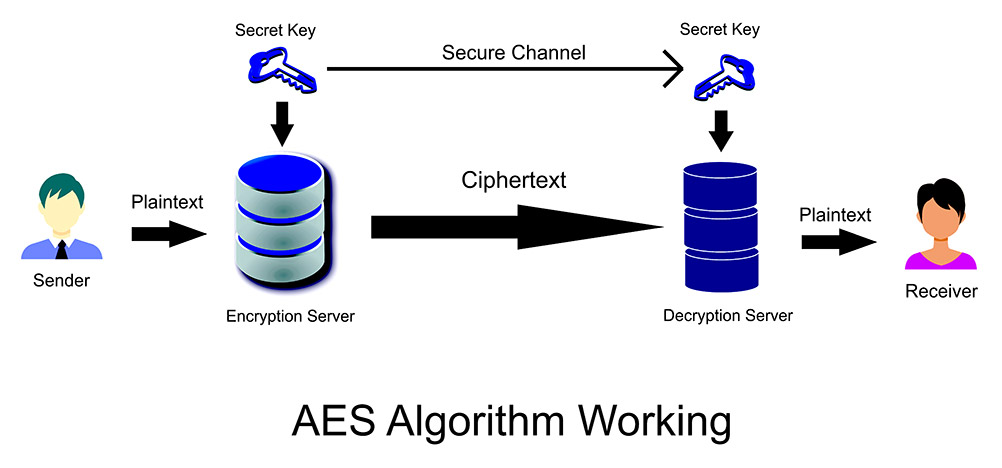 Secret Key
Secret Key
Secure Channel
Ciphertext
Plaintext
Plaintext
Sender
Receiver
Encryption Server
Decryption Server
AES Algorithm Working